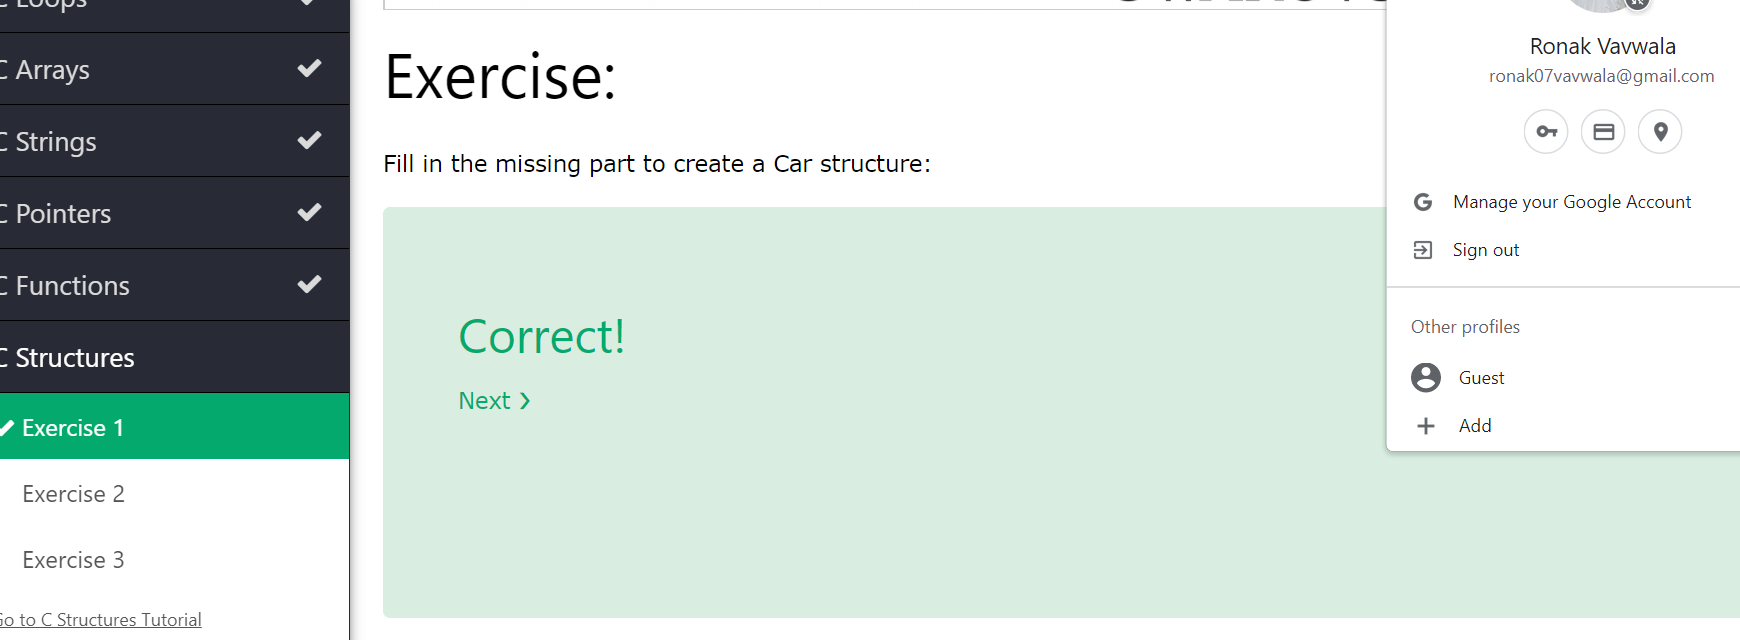 C Loops
C Arrays
C Strings
C Pointers
C Functions
C Structures
Exercise 1
Exercise 2
Exercise 3
Go to C Structures Tutorial
Exercise:
Fill in the missing part to create a Car structure:
Correct!
Next ❯
Ronak Vavwala
ronak07vavwala@gmail.com
Manage your Google Account
Sign out
Other profiles
Guest
Add